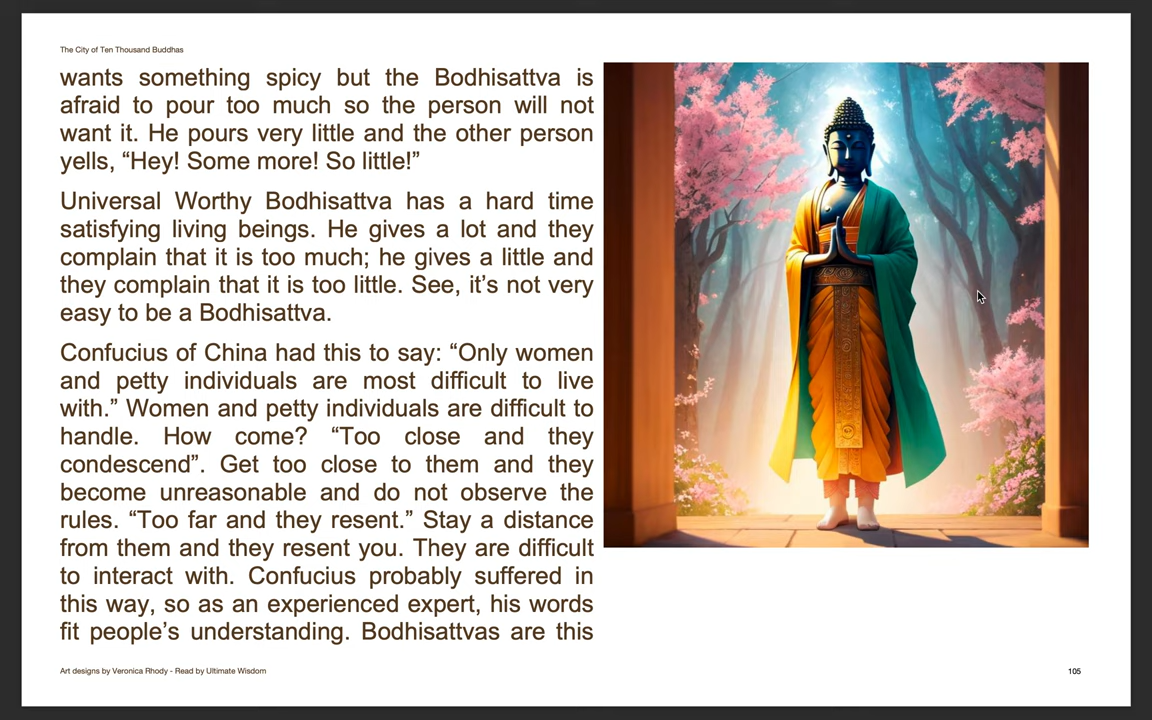 The City of Ten Thousand Buddhas
wants something spicy but the Bodhisattva is
afraid to pour too much so the person will not
want it. He pours very little and the other person
yells, “Hey! Some more! So little!”
Universal Worthy Bodhisattva has a hard time
satisfying living beings. He gives a lot and they
complain that it is too much; he gives a little and
they complain that it is too little. See, it’s not very
easy to be a Bodhisattva.
Confucius of China had this to say: “Only women
and petty individuals are most difficult to live
with.” Women and petty individuals are difficult to
handle. How come? “Too close and they
condescend”. Get too close to them and they
become unreasonable and do not observe the
rules. “Too far and they resent.” Stay a distance
from them and they resent you. They are difficult
to interact with. Confucius probably suffered in
this way, so as an experienced expert, his words
fit people’s understanding. Bodhisattvas are this
Art designs by Veronica Rhody - Read by Ultimate Wisdom
105